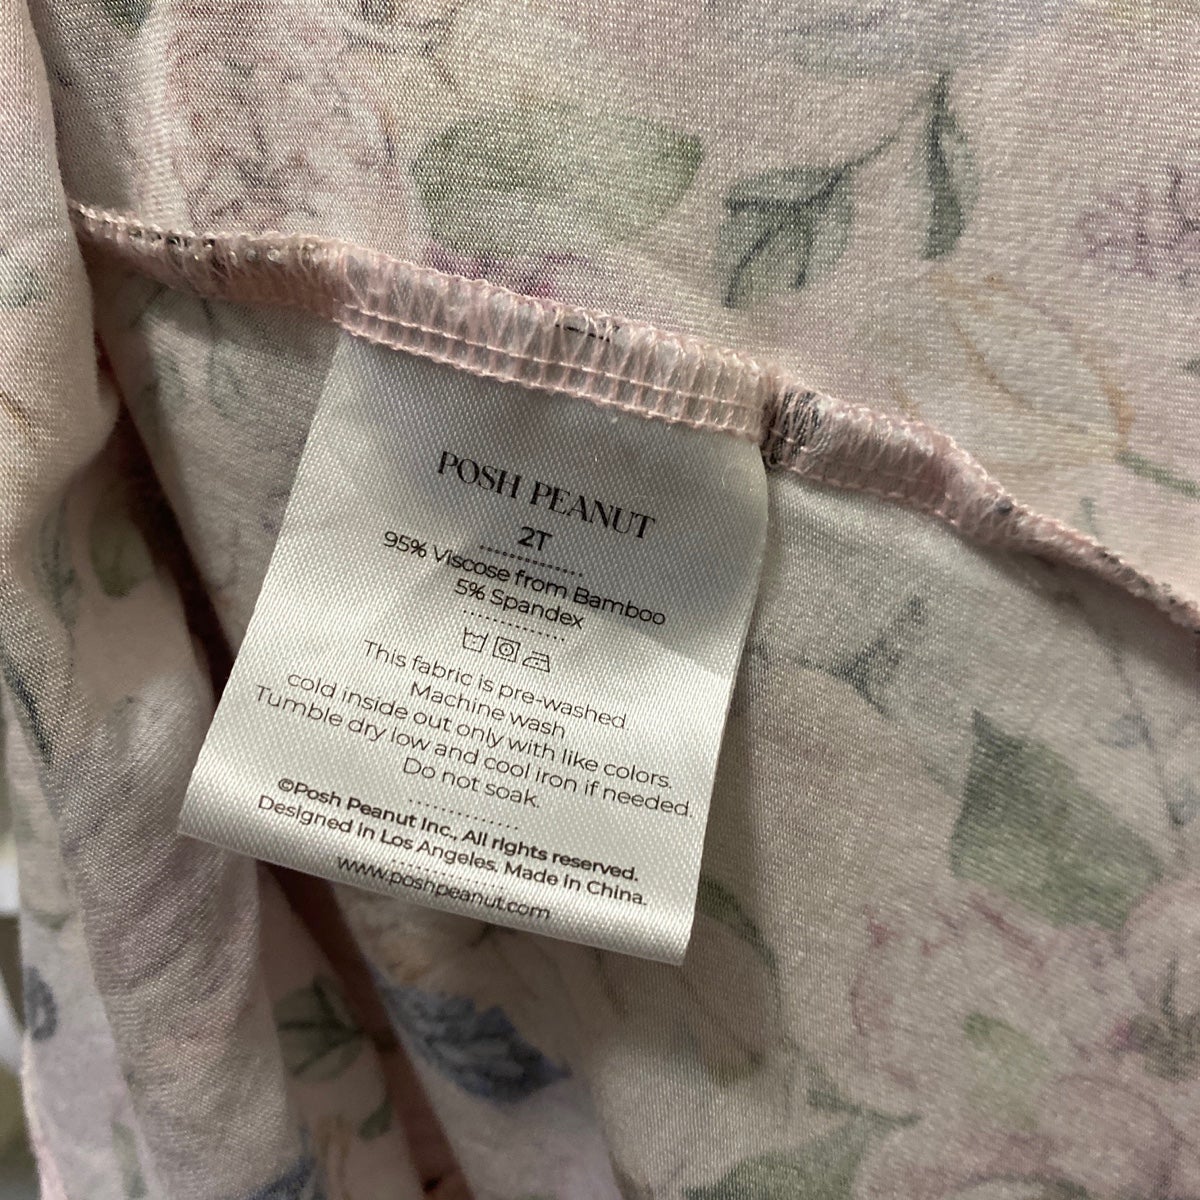 POSH PEANUT
2T
95% Viscose from Bamboo
5% Spandex
This fabric is pre-washed
Machine wash
cold inside out only with like colors.
Tumble dry low and cool iron if needed.
Do not soak.
©Posh Peanut Inc., All rights reserved.
Designed in Los Angeles. Made in China.
www.poshpeanut.com